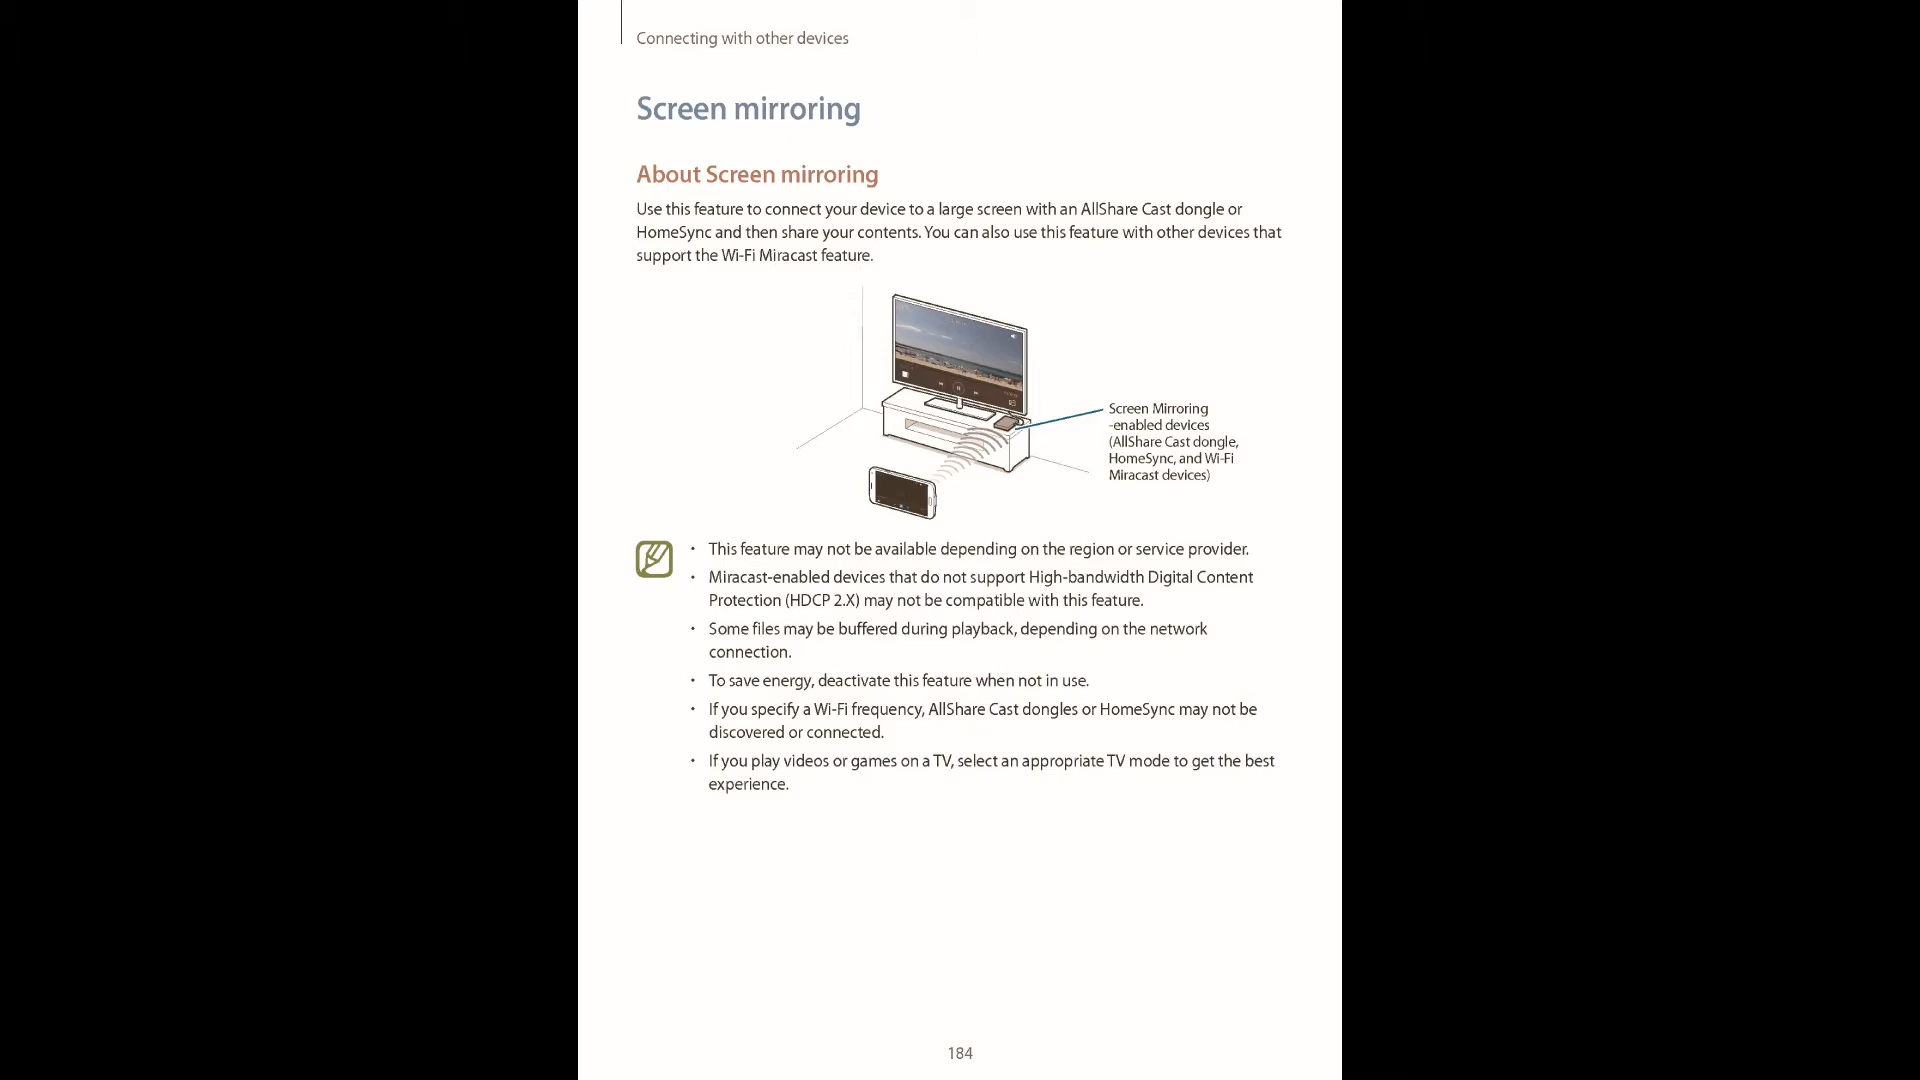 Connecting with other devices
Screen mirroring
About Screen mirroring
Use this feature to connect your device to a large screen with an AllShare Cast dongle or
HomeSync and then share your contents. You can also use this feature with other devices that
support the Wi-Fi Miracast feature.
Screen Mirroring
-enabled devices
(AllShare Cast dongle,
HomeSync, and Wi-Fi
Miracast devices)
• This feature may not be available depending on the region or service provider.
• Miracast-enabled devices that do not support High-bandwidth Digital Content
Protection (HDCP 2.X) may not be compatible with this feature.
• Some files may be buffered during playback, depending on the network
connection.
• To save energy, deactivate this feature when not in use.
• If you specify a Wi-Fi frequency, AllShare Cast dongles or HomeSync may not be
discovered or connected.
• If you play videos or games on a TV, select an appropriate TV mode to get the best
experience.
184